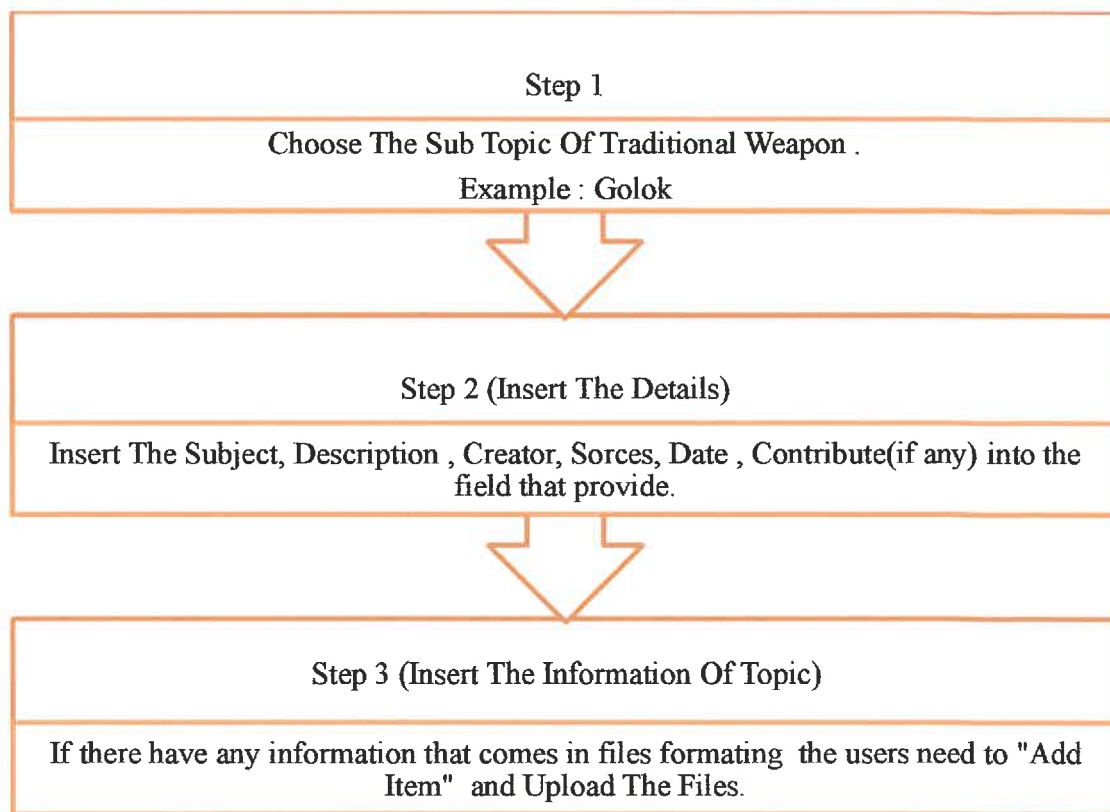 Step 1
Choose The Sub Topic Of Traditional Weapon .
Example : Golok
Step 2 (Insert The Details)
Insert The Subject, Description , Creator, Sorces, Date , Contribute(if any) into the
field that provide.
Step 3 (Insert The Information Of Topic)
If there have any information that comes in files formating the users need to "Add
Item" and Upload The Files.